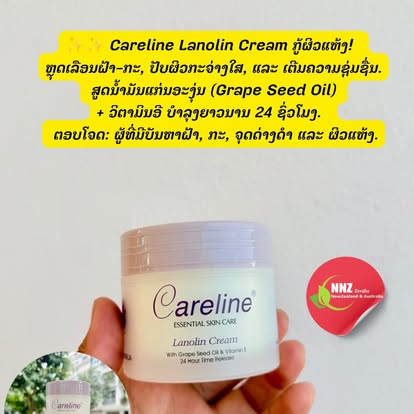 ✨✨ Careline Lanolin Cream ກູ້ຜິວແຫ້ງ!
ຫຼຸດເລືອນຝ້າ-ກະ, ປັບຜິວກະຈ່າງໃສ, ແລະ ເຕີມຄວາມຊຸ່ມຊື່ນ.
ສູດນ້ຳມັນແກ່ນອະງຸ່ນ (Grape Seed Oil)
+ ວິຕາມິນອີ ບຳລຸງຍາວນານ 24 ຊົ່ວໂມງ.
ຕອບໂຈດ: ຜູ້ທີ່ມີບັນຫາຝ້າ, ກະ, ຈຸດດ່າງດຳ ແລະ ຜິວແຫ້ງ.
Careline®
ESSENTIAL SKIN CARE
Lanolin Cream
With Grape Seed Oil & Vitamin E
24 Hour Time Release
NNZ
NewZealand & Australia
Careline